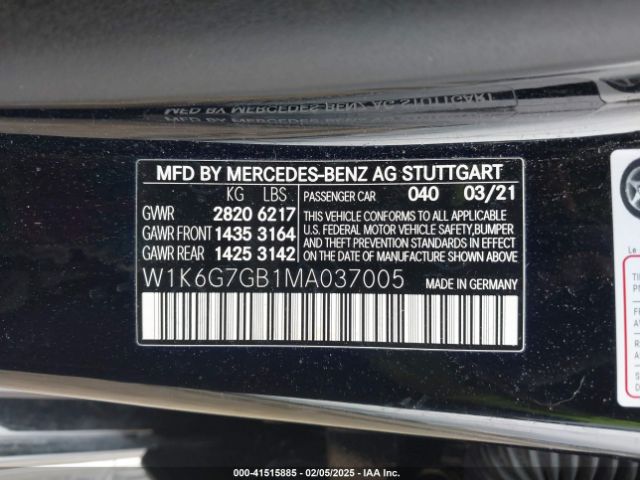 MFD BY MERCEDES-BENZ AG STUTTGART
KG LBS PASSENGER CAR 040 03/21
GVWR 2820 6217
GAWR FRONT 1435 3164
GAWR REAR 1425 3142
THIS VEHICLE CONFORMS TO ALL APPLICABLE
U.S. FEDERAL MOTOR VEHICLE SAFETY, BUMPER,
AND THEFT PREVENTION STANDARDS IN EFFECT ON
THE DATE OF MANUFACTURE SHOWN ABOVE.
W1K6G7GB1MA037005 MADE IN GERMANY
000-41515885 - 02/05/2025 - IAA Inc.